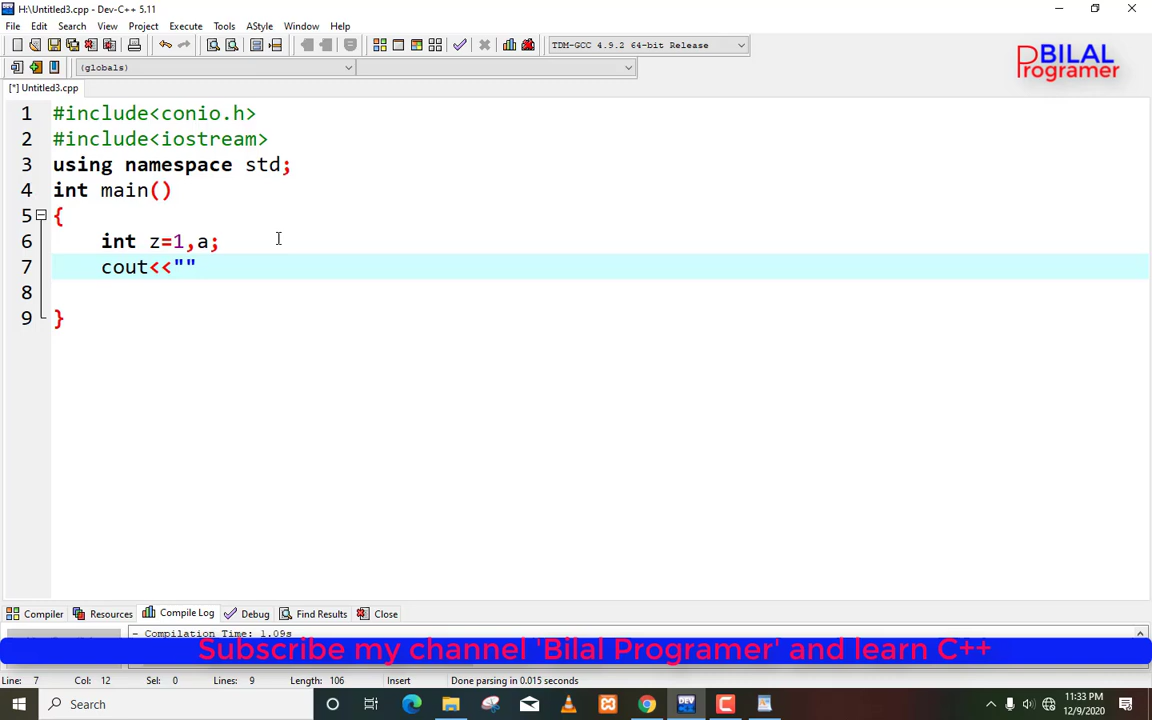 H:\Untitled3.cpp - Dev-C++ 5.11
File Edit Search View Project Execute Tools AStyle Window Help
TDM-GCC 4.9.2 64-bit Release
(globals)
BILAL
Programer
[*] Untitled3.cpp
1 #include<conio.h>
2 #include<iostream>
3 using namespace std;
4 int main()
5 {
6 int z=1,a;
7 cout<<""
8
9 }
Compiler Resources Compile Log Debug Find Results Close
- Compilation Time: 1.09s
Subscribe my channel 'Bilal Programer' and learn C++
Line: 7 Col: 12 Sel: 0 Lines: 9 Length: 106 Insert Done parsing in 0.015 seconds
Search
11:33 PM
12/9/2020